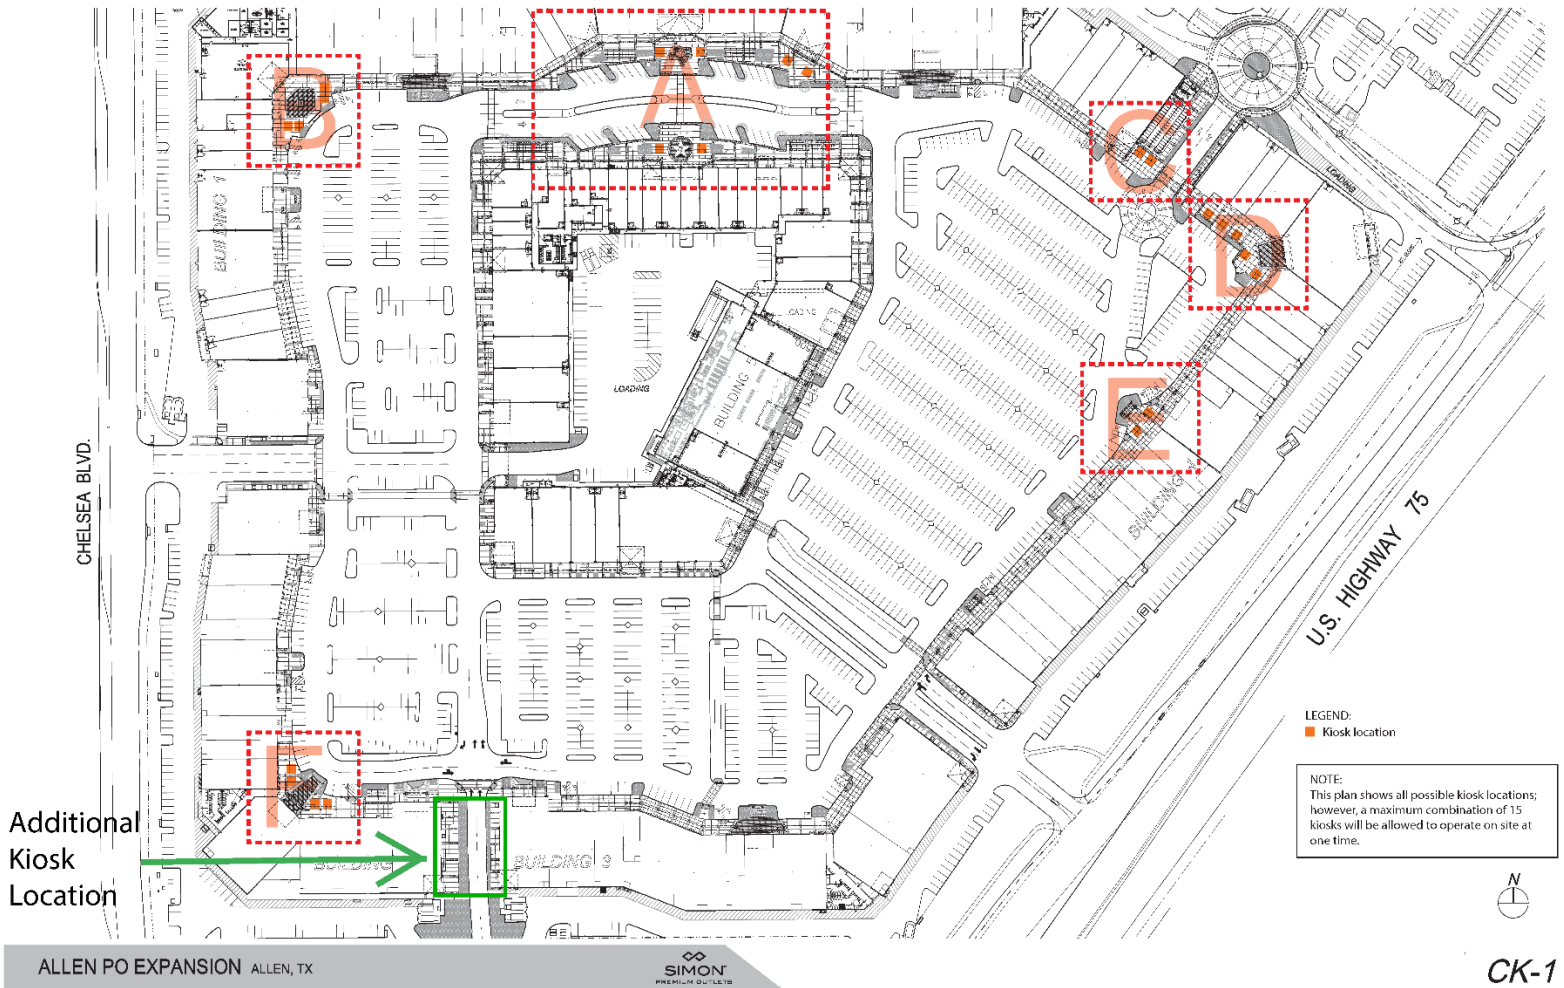 A
B
C
D
E
F
BUILDING 1
LOADING
LOADING
LOADING
BUILDING
BUILDING
BUILDING
BUILDING 3
CHELSEA BLVD.
U.S. HIGHWAY 75
Additional
Kiosk
Location
LEGEND:
Kiosk location
NOTE:
This plan shows all possible kiosk locations;
however, a maximum combination of 15
kiosks will be allowed to operate on site at
one time.
N
ALLEN PO EXPANSION ALLEN, TX
SIMON
PREMIUM OUTLETS
CK-1